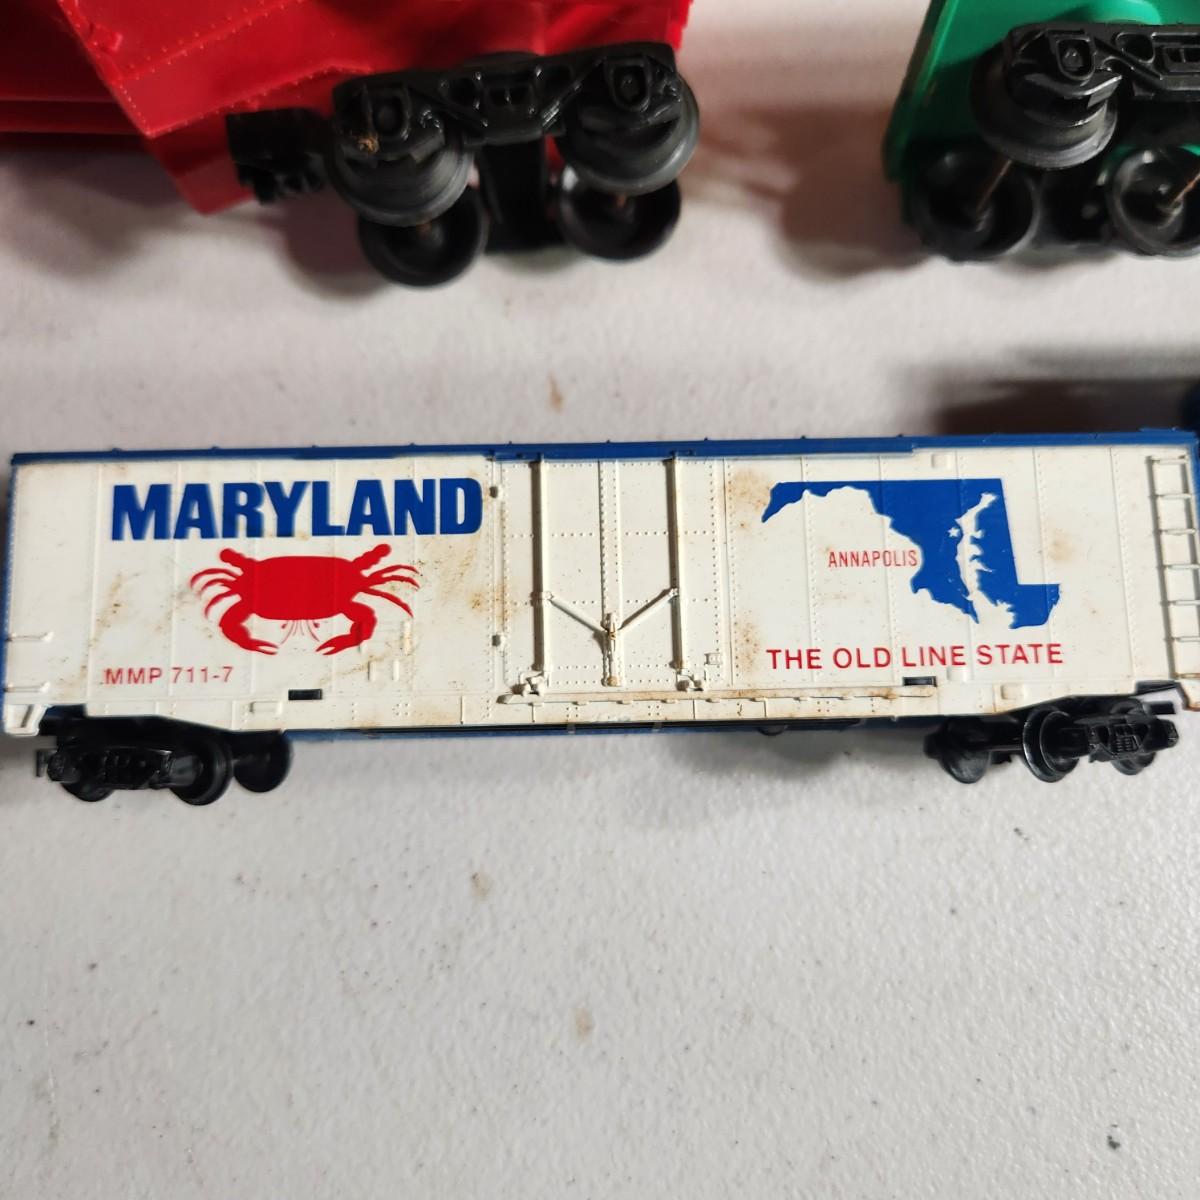 MARYLAND
MMP 711-7
ANNAPOLIS
THE OLD LINE STATE